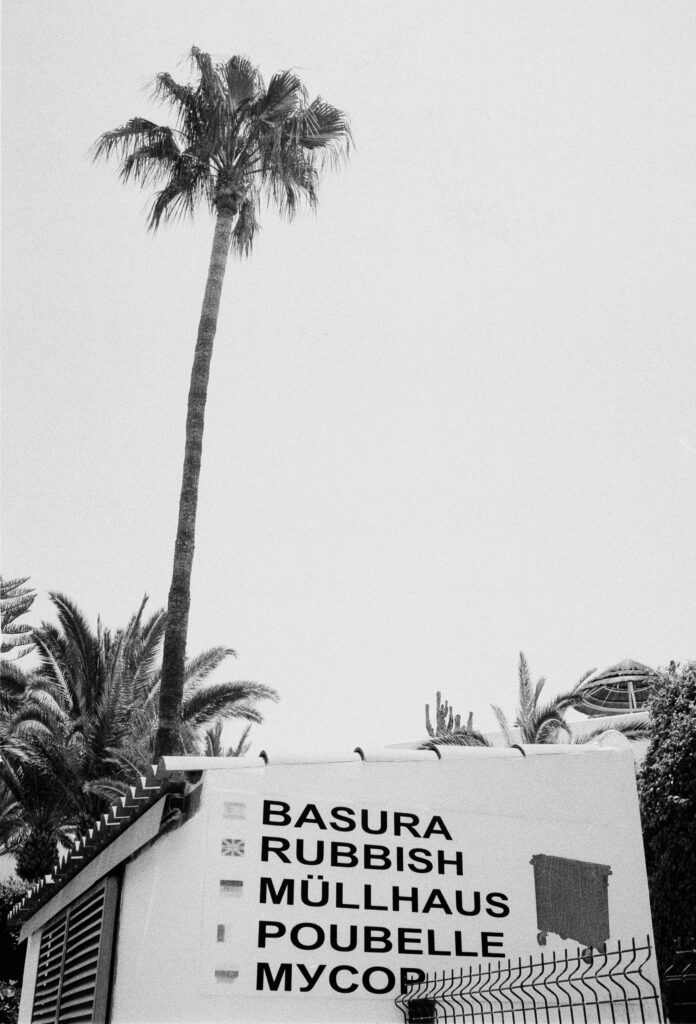 BASURA
RUBBISH
MÜLLHAUS
POUBELLE
МУСОР